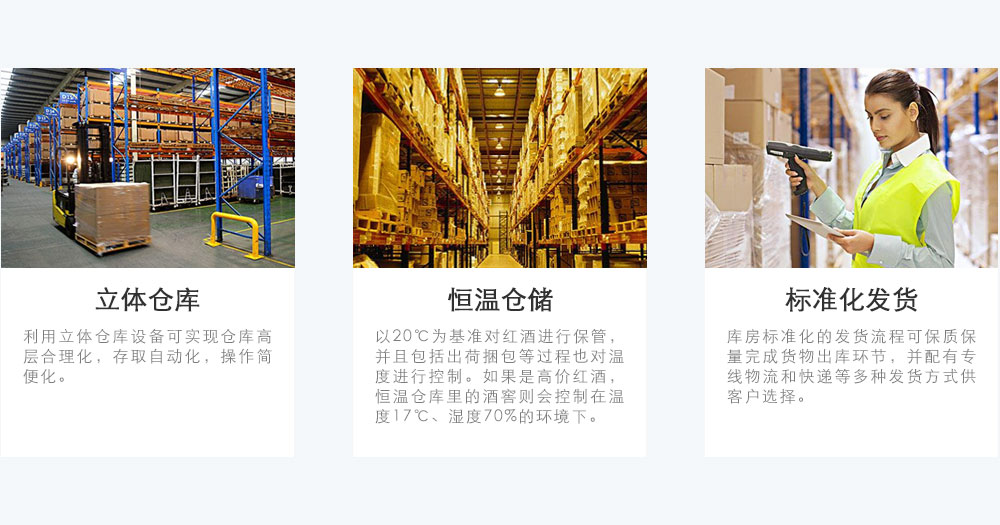 立体仓库
利用立体仓库设备可实现仓库高
层合理化，存取自动化，操作简
便化。
恒温仓储
以20℃为基准对红酒进行保管，
并且包括出荷捆包等过程也对温
度进行控制。如果是高价红酒，
恒温仓库里的酒窖则会控制在温
度17℃、湿度70%的环境下。
标准化发货
库房标准化的发货流程可保质保
量完成货物出库环节，并配有专
线物流和快递等多种发货方式供
客户选择。